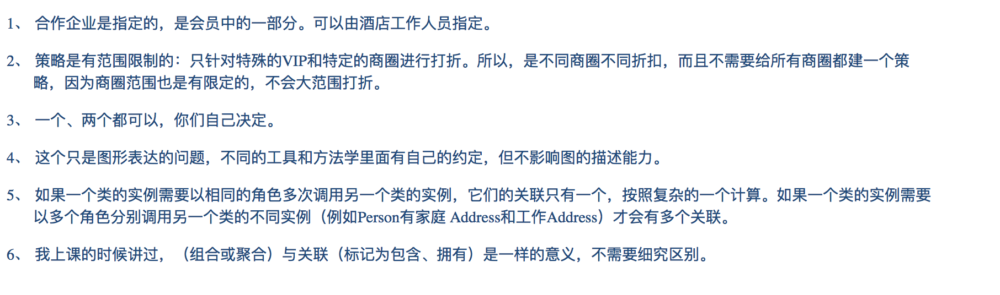 1、 合作企业是指定的，是会员中的一部分。可以由酒店工作人员指定。
2、 策略是有范围限制的：只针对特殊的VIP和特定的商圈进行打折。所以，是不同商圈不同折扣，而且不需要给所有商圈都建一个策
略，因为商圈范围也是有限定的，不会大范围打折。
3、 一个、两个都可以，你们自己决定。
4、 这个只是图形表达的问题，不同的工具和方法学里面有自己的约定，但不影响图的描述能力。
5、 如果一个类的实例需要以相同的角色多次调用另一个类的实例，它们的关联只有一个，按照复杂的一个计算。如果一个类的实例需要
以多个角色分别调用另一个类的不同实例（例如Person有家庭 Address和工作Address）才会有多个关联。
6、 我上课的时候讲过，（组合或聚合）与关联（标记为包含、拥有）是一样的意义，不需要细究区别。